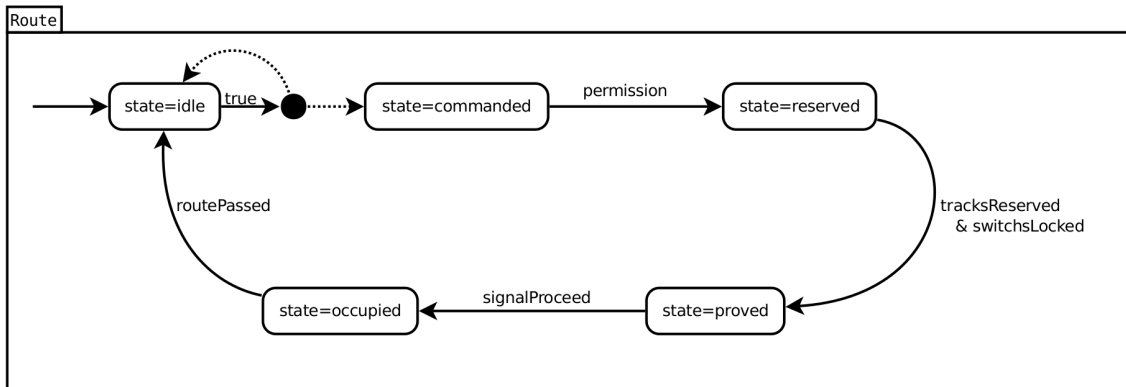 Route
state=idle
true
state=commanded
permission
state=reserved
routePassed
tracksReserved
& switchsLocked
state=occupied
signalProceed
state=proved